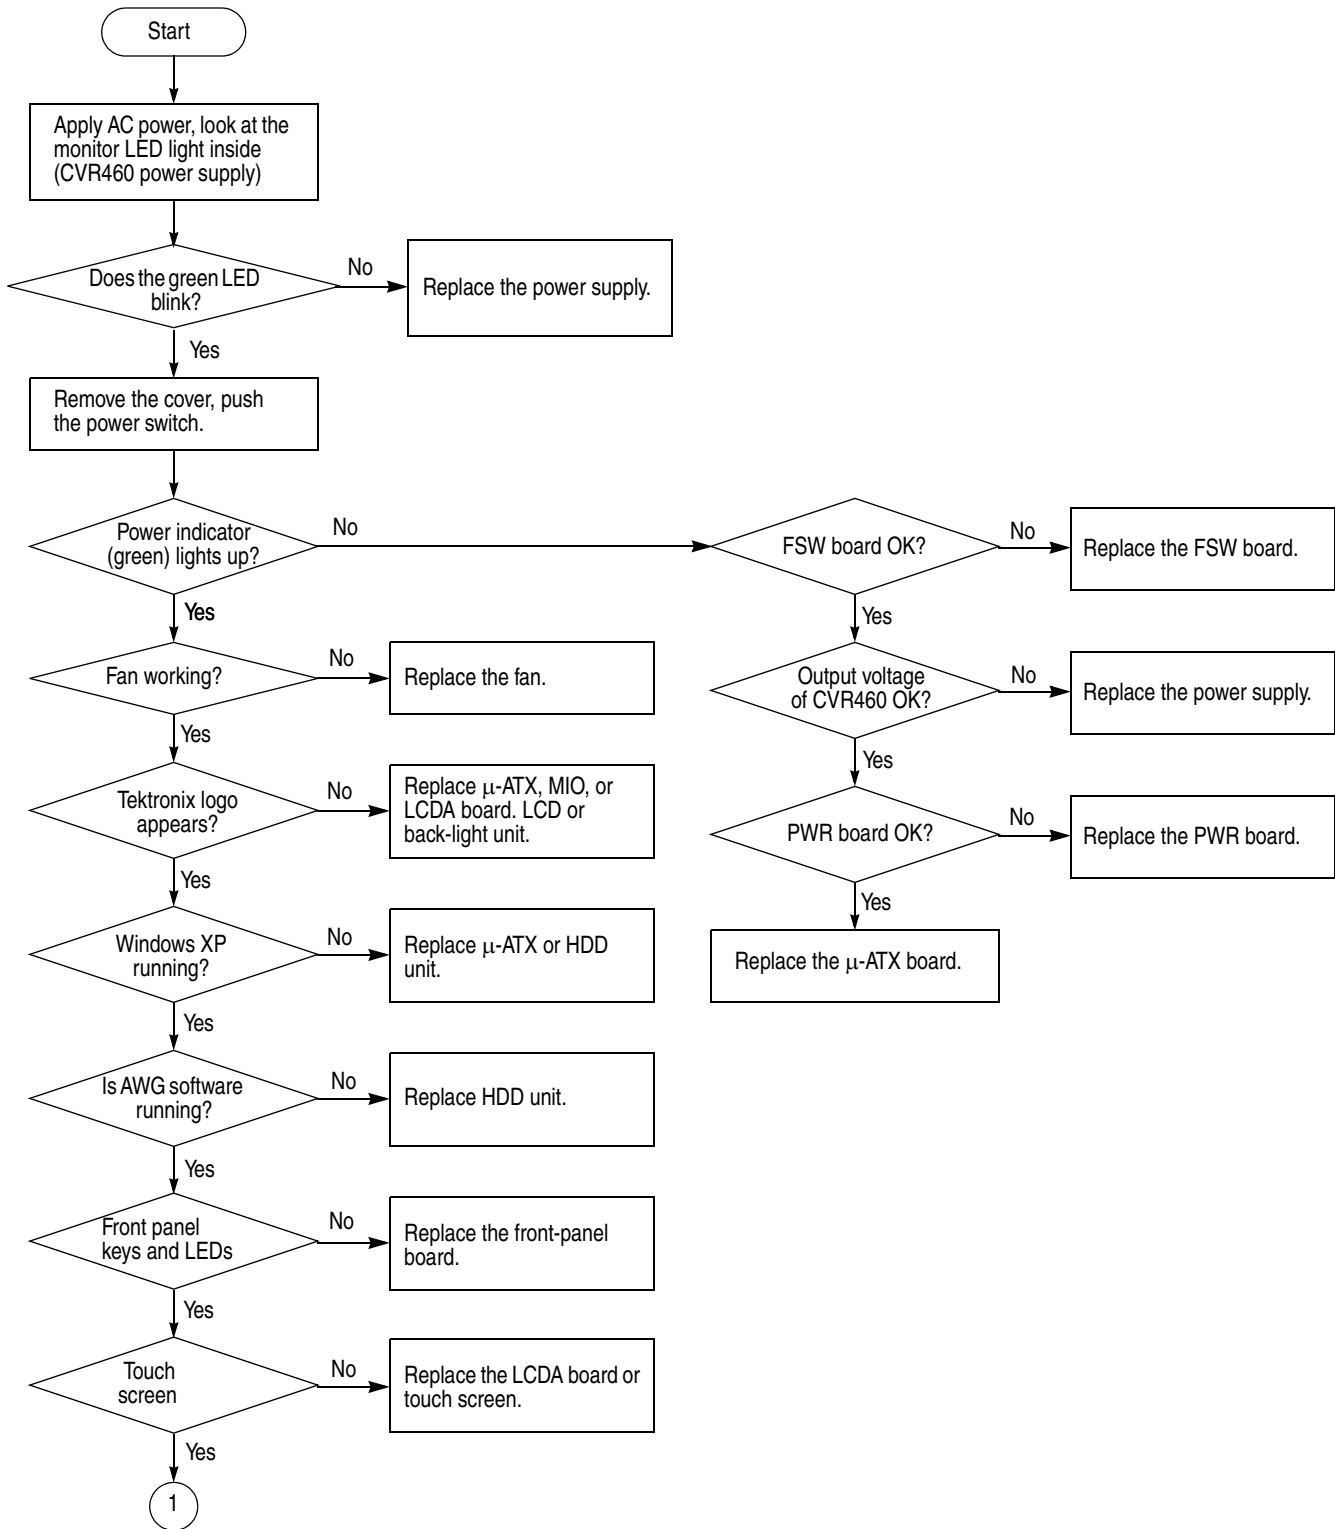 Start
Apply AC power, look at the
monitor LED light inside
(CVR460 power supply)
Does the green LED
blink?
No
Replace the power supply.
Yes
Remove the cover, push
the power switch.
Power indicator
(green) lights up?
No
FSW board OK?
No
Replace the FSW board.
Yes
Yes
Fan working?
No
Replace the fan.
Output voltage
of CVR460 OK?
No
Replace the power supply.
Yes
Yes
Tektronix logo
appears?
No
Replace μ-ATX, MIO, or
LCDA board. LCD or
back-light unit.
PWR board OK?
No
Replace the PWR board.
Yes
Yes
Windows XP
running?
No
Replace μ-ATX or HDD
unit.
Replace the μ-ATX board.
Yes
Is AWG software
running?
No
Replace HDD unit.
Yes
Front panel
keys and LEDs
No
Replace the front-panel
board.
Yes
Touch
screen
No
Replace the LCDA board or
touch screen.
Yes
1